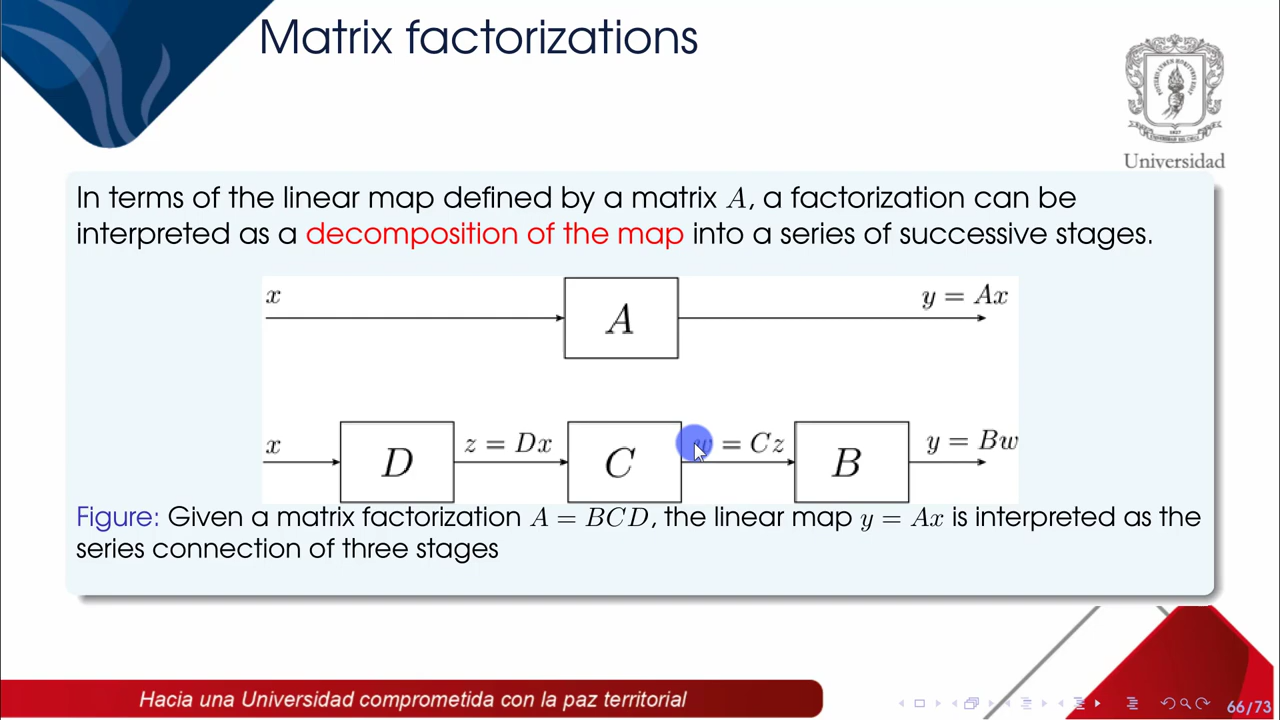 Matrix factorizations
Universidad
In terms of the linear map defined by a matrix A, a factorization can be
interpreted as a decomposition of the map into a series of successive stages.
x
A
y = Ax
x
D
z = Dx
C
= Cz
B
y = Bw
Figure: Given a matrix factorization A = BCD, the linear map y = Ax is interpreted as the
series connection of three stages
Hacia una Universidad comprometida con la paz territorial
66/73